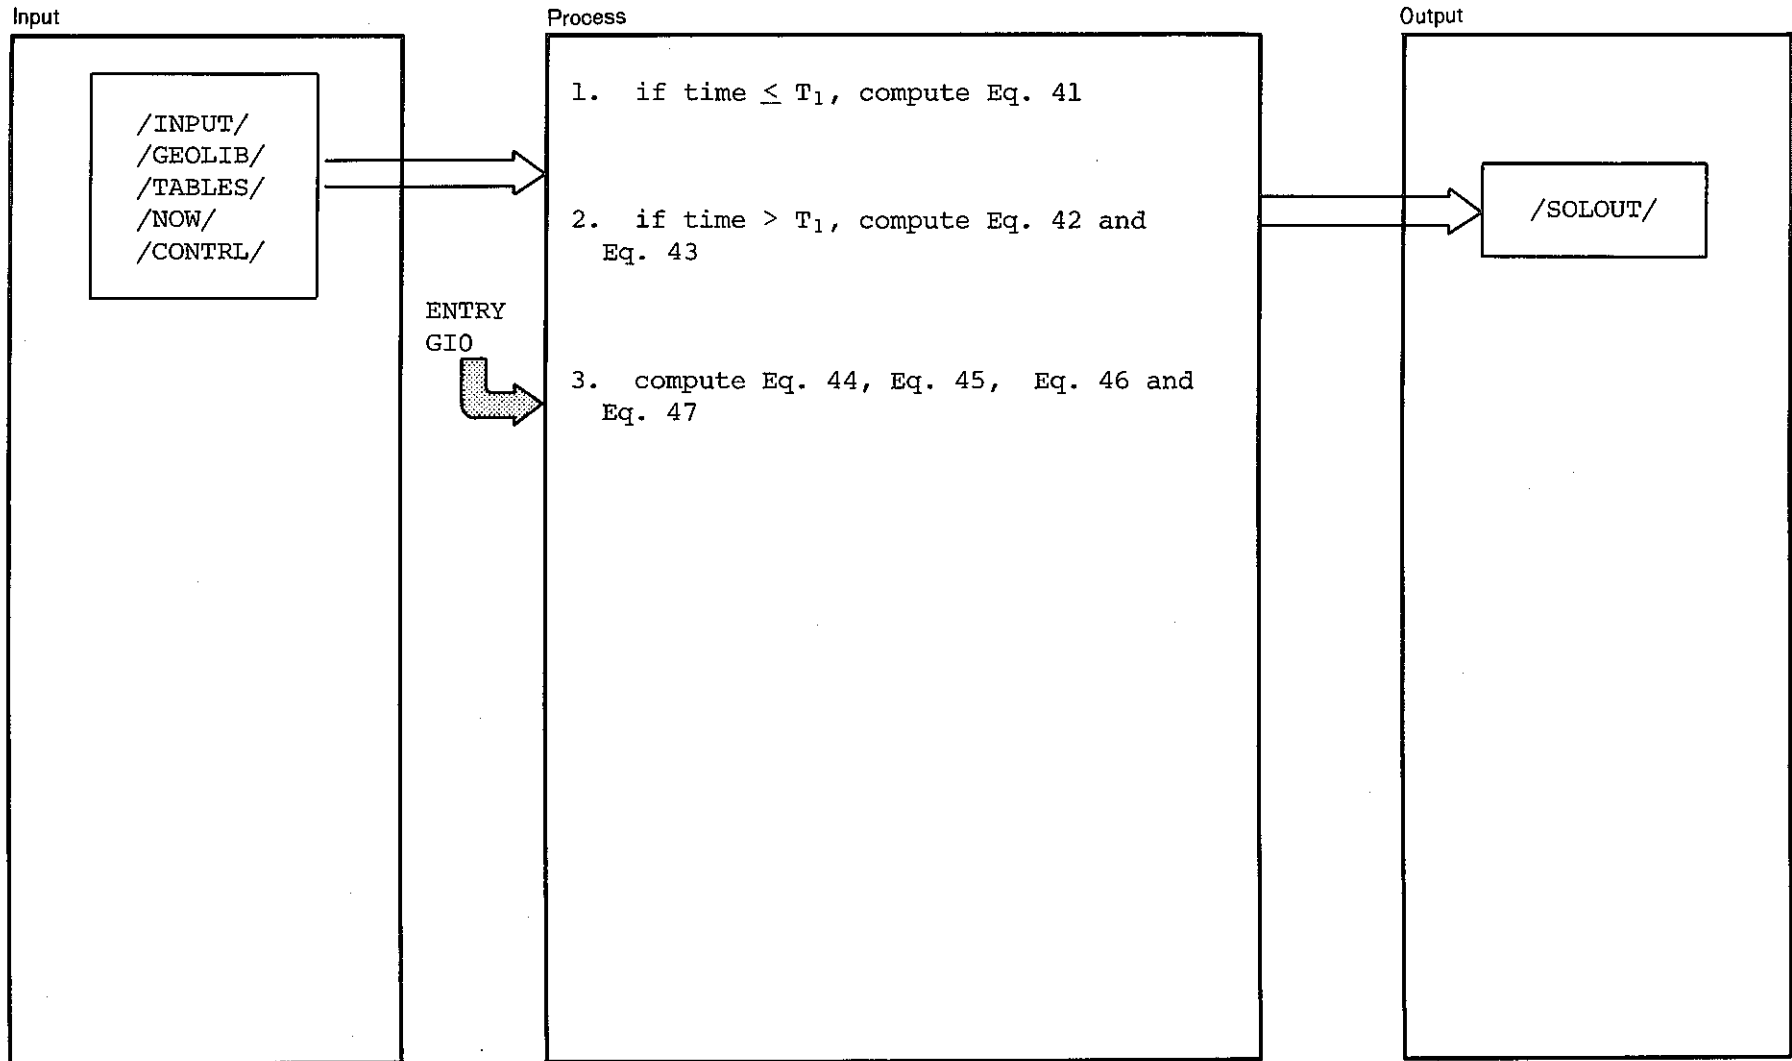 Input
Process
Output
/INPUT/
/GEOLIB/
/TABLES/
/NOW/
/CONTRL/
1. if time ≤ T₁, compute Eq. 41
2. if time > T₁, compute Eq. 42 and
Eq. 43
ENTRY
GI0
3. compute Eq. 44, Eq. 45, Eq. 46 and
Eq. 47
/SOLOUT/